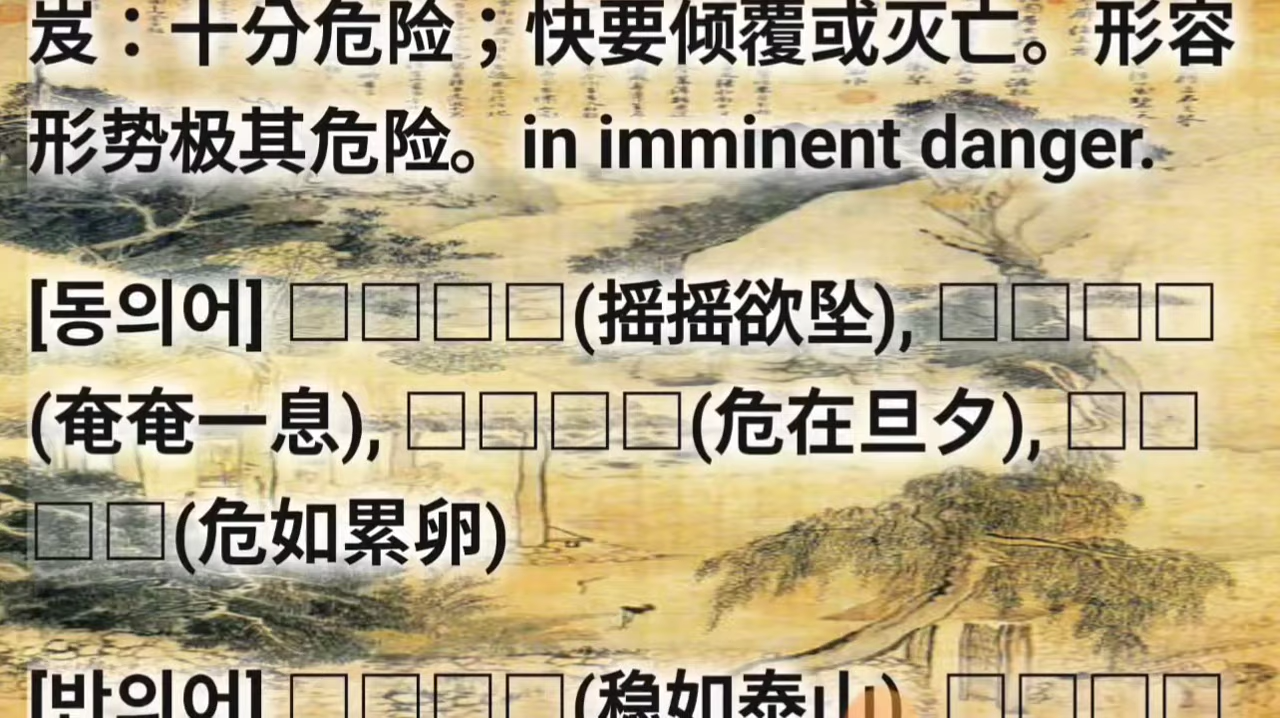 岌：十分危险；快要倾覆或灭亡。形容
形势极其危险。 in imminent danger.
[동의어] □□□□(摇摇欲坠), □□□□
(奄奄一息), □□□□(危在旦夕), □□
□□(危如累卵)
[반의어] □□□□(稳如泰山), □□□□